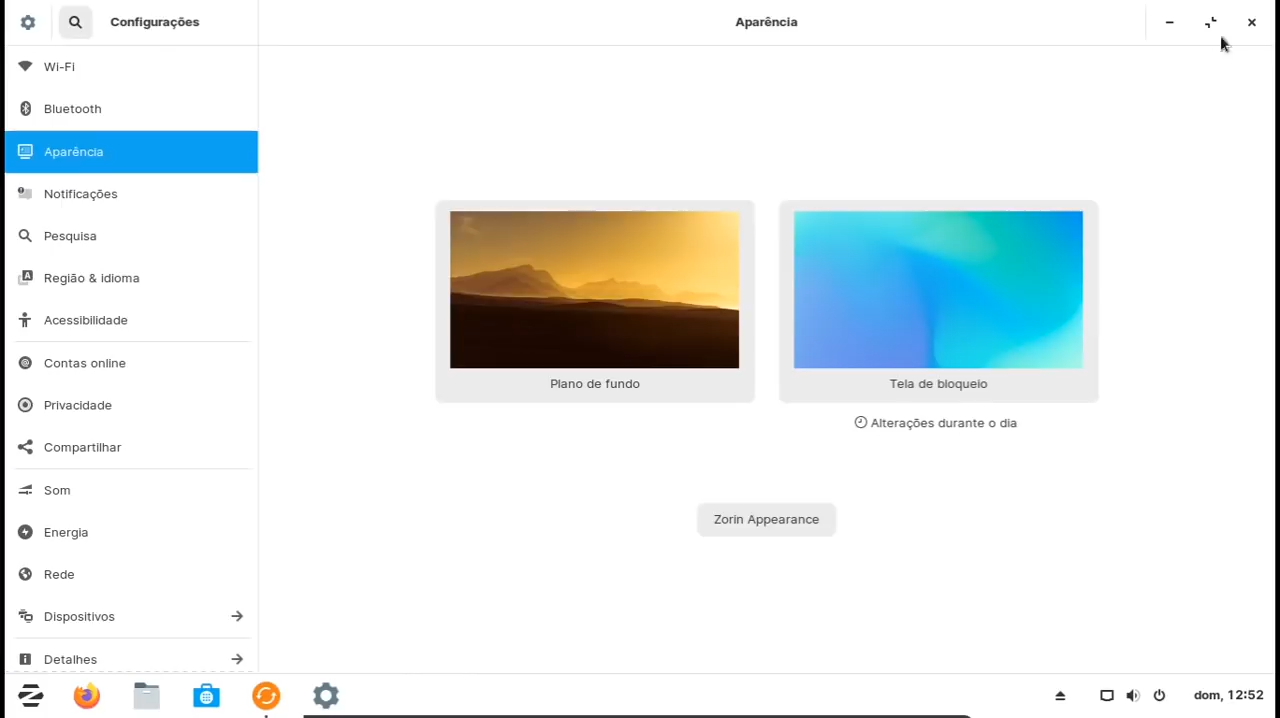 Configurações
Aparência
Wi-Fi
Bluetooth
Aparência
Notificações
Pesquisa
Região & idioma
Acessibilidade
Contas online
Privacidade
Compartilhar
Som
Energia
Rede
Dispositivos
Detalhes
Plano de fundo
Tela de bloqueio
Alterações durante o dia
Zorin Appearance
dom, 12:52